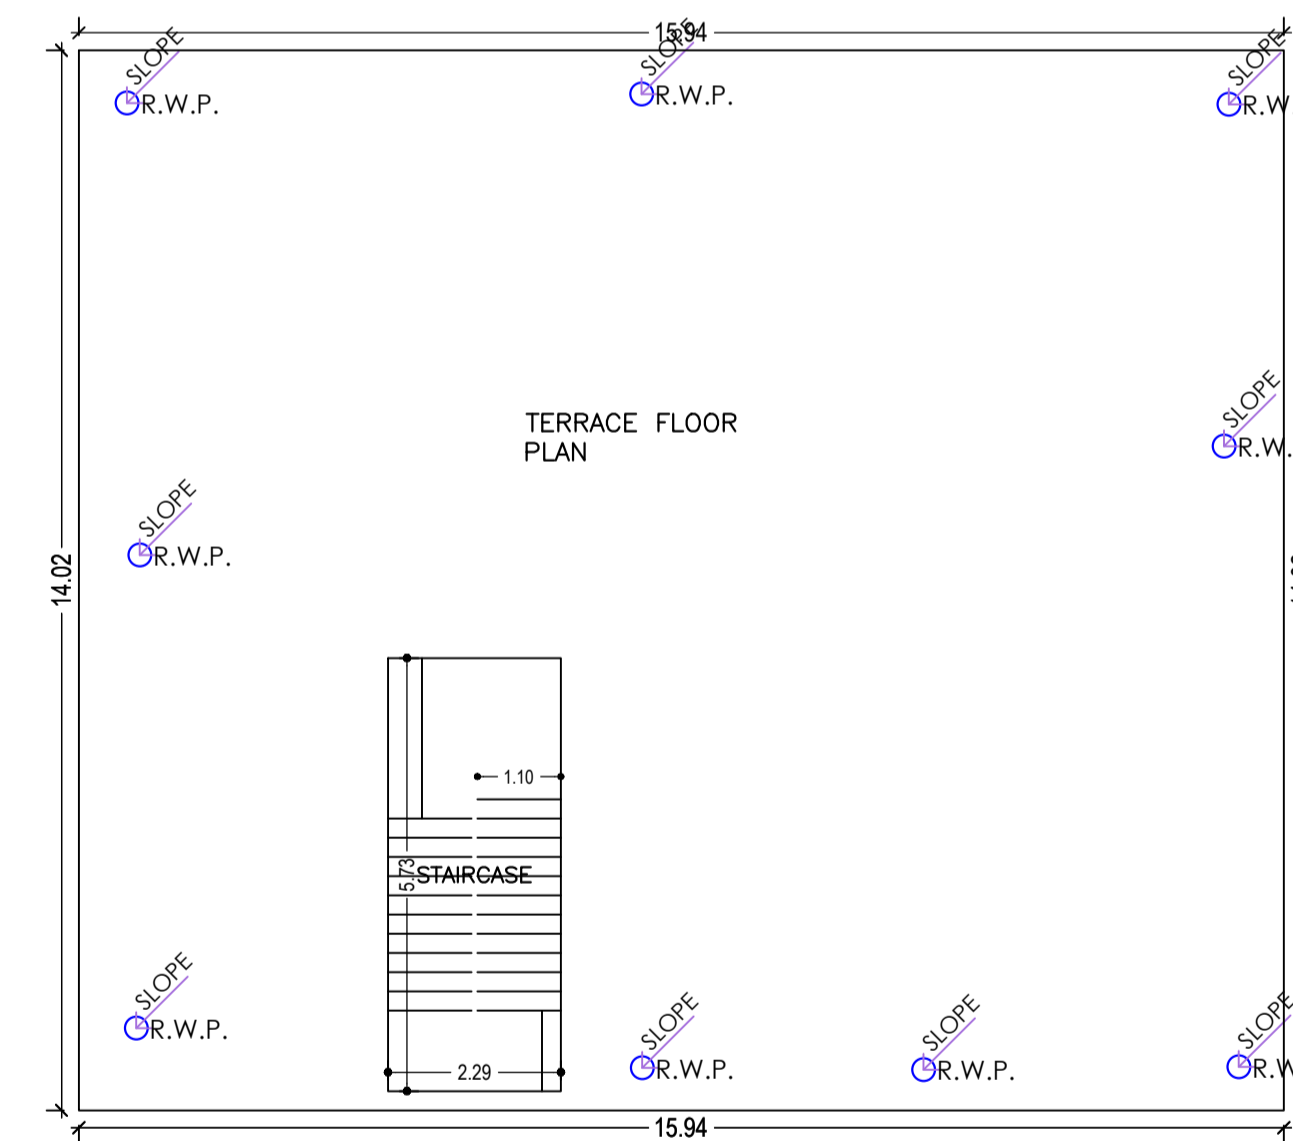 15.94
SLOPE
R.W.P.
SLOPE
R.W.P.
SLOPE
R.W
TERRACE FLOOR
PLAN
SLOPE
R.W.
SLOPE
R.W.P.
14.02
1.10
5.73
STAIRCASE
SLOPE
R.W.P.
2.29
SLOPE
R.W.P.
SLOPE
R.W.P.
SLOPE
R.W
15.94